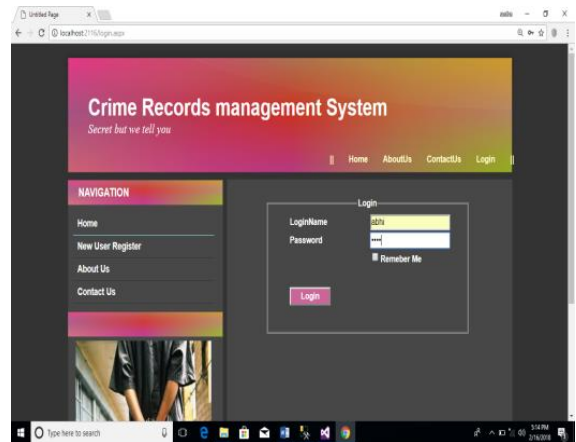 Untitled Page
localhost:2116/login.aspx
Crime Records management System
Secret but we tell you
|| Home AboutUs ContactUs Login ||
NAVIGATION
Home
New User Register
About Us
Contact Us
Login
LoginName abhi
Password
Remeber Me
Login
Type here to search
3:14 PM
2/16/2018